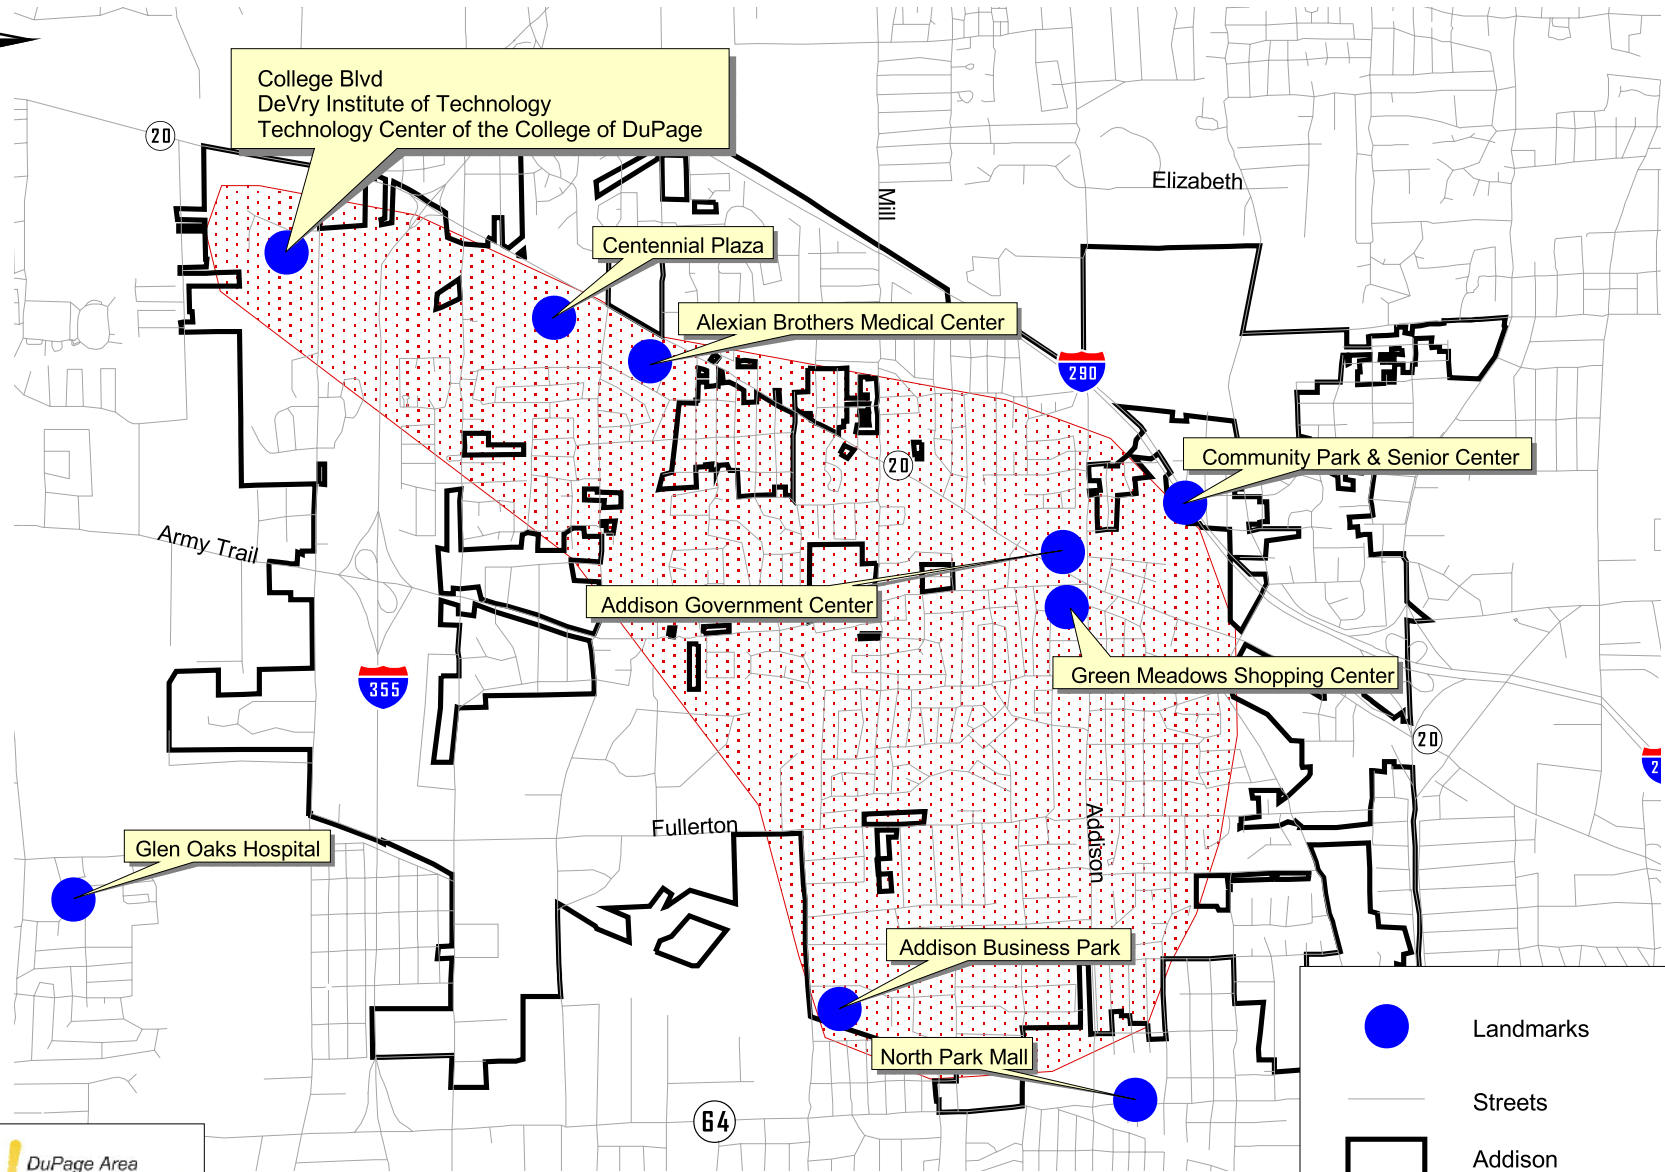 College Blvd
DeVry Institute of Technology
Technology Center of the College of DuPage
20
Elizabeth
Mill
Centennial Plaza
Alexian Brothers Medical Center
290
Community Park & Senior Center
20
Army Trail
Addison Government Center
Green Meadows Shopping Center
355
20
2
Addison
Fullerton
Glen Oaks Hospital
Addison Business Park
North Park Mall
64
Landmarks
Streets
Addison
DuPage Area